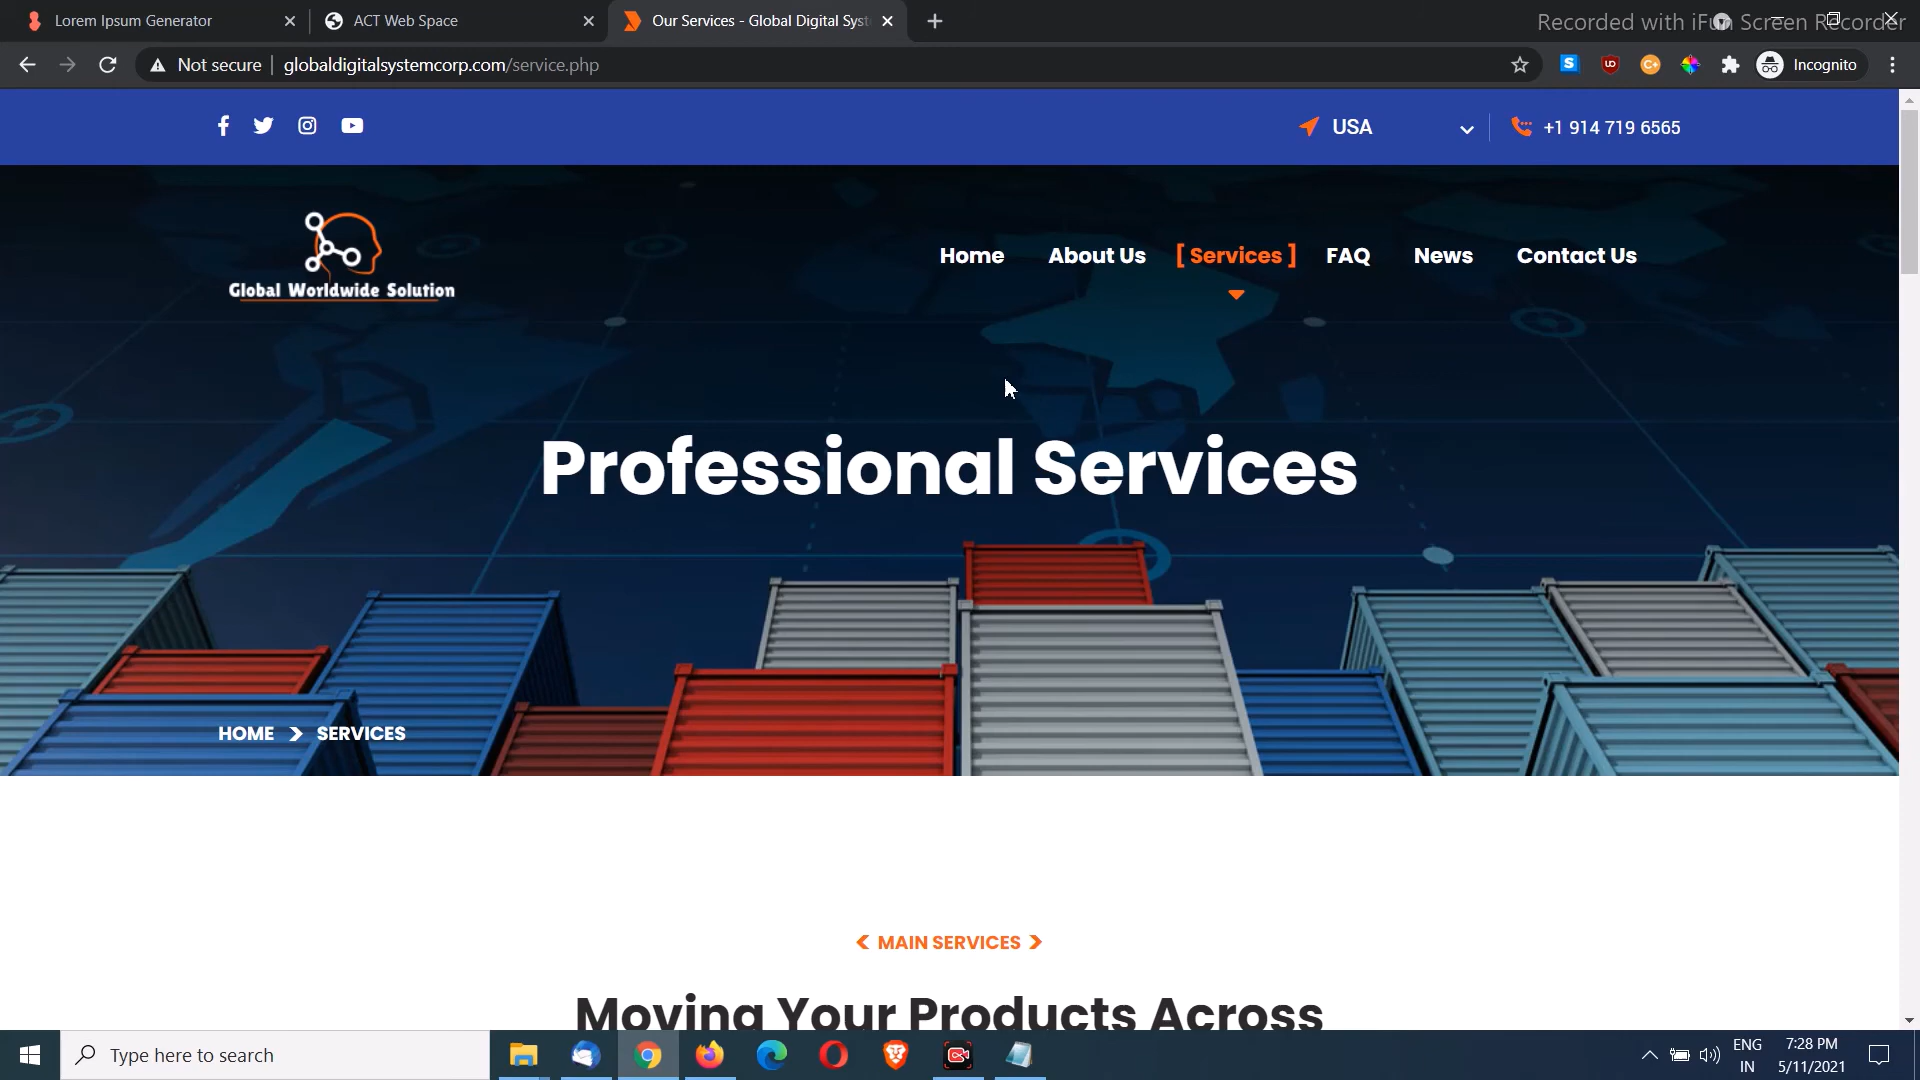 Lorem Ipsum Generator
ACT Web Space
Our Services - Global Digital Syst
Recorded with iFun Screen Recorder
Not secure
globaldigitalsystemcorp.com/service.php
Incognito
USA
+1 914 719 6565
Global Worldwide Solution
Home
About Us
[ Services ]
FAQ
News
Contact Us
Professional Services
HOME > SERVICES
< MAIN SERVICES >
Moving Your Products Across
Type here to search
ENG
IN
7:28 PM
5/11/2021